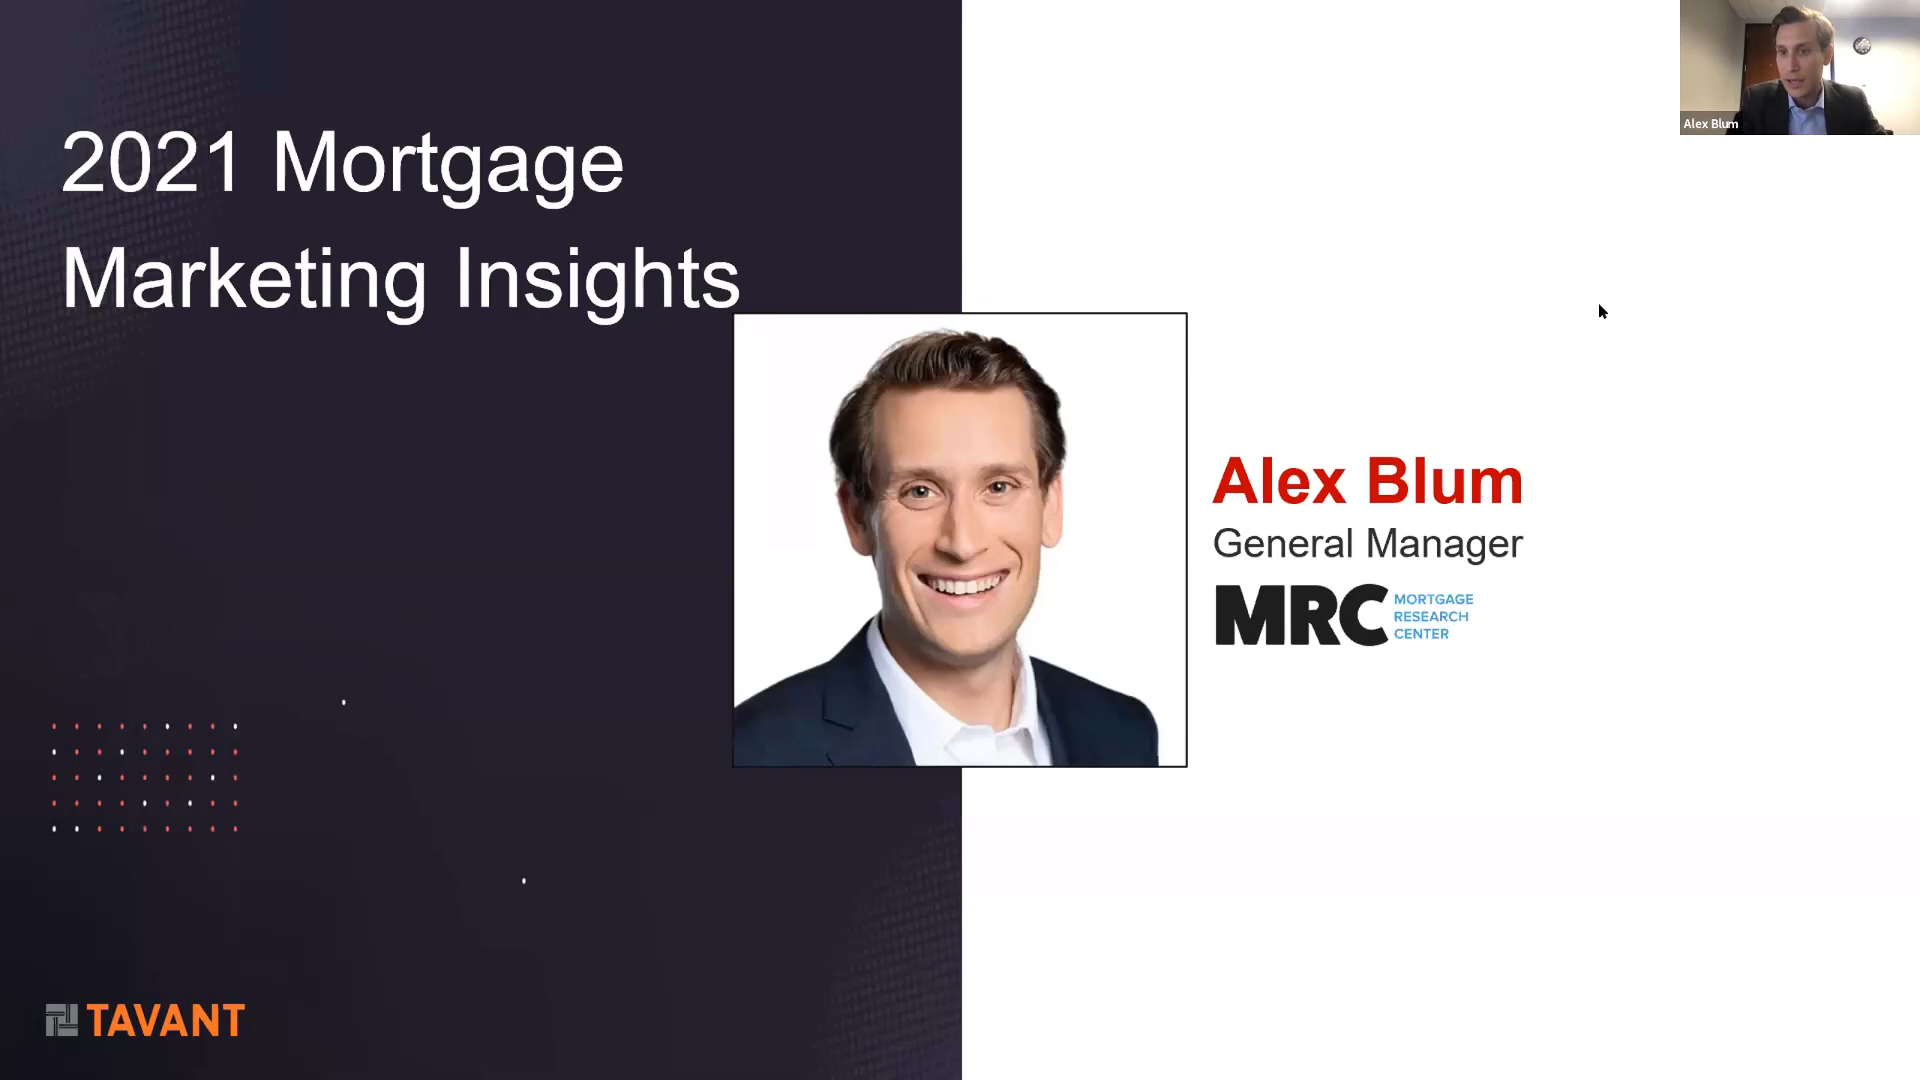 2021 Mortgage
Marketing Insights
Alex Blum
Alex Blum
General Manager
MRC MORTGAGE
RESEARCH
CENTER
TAVANT